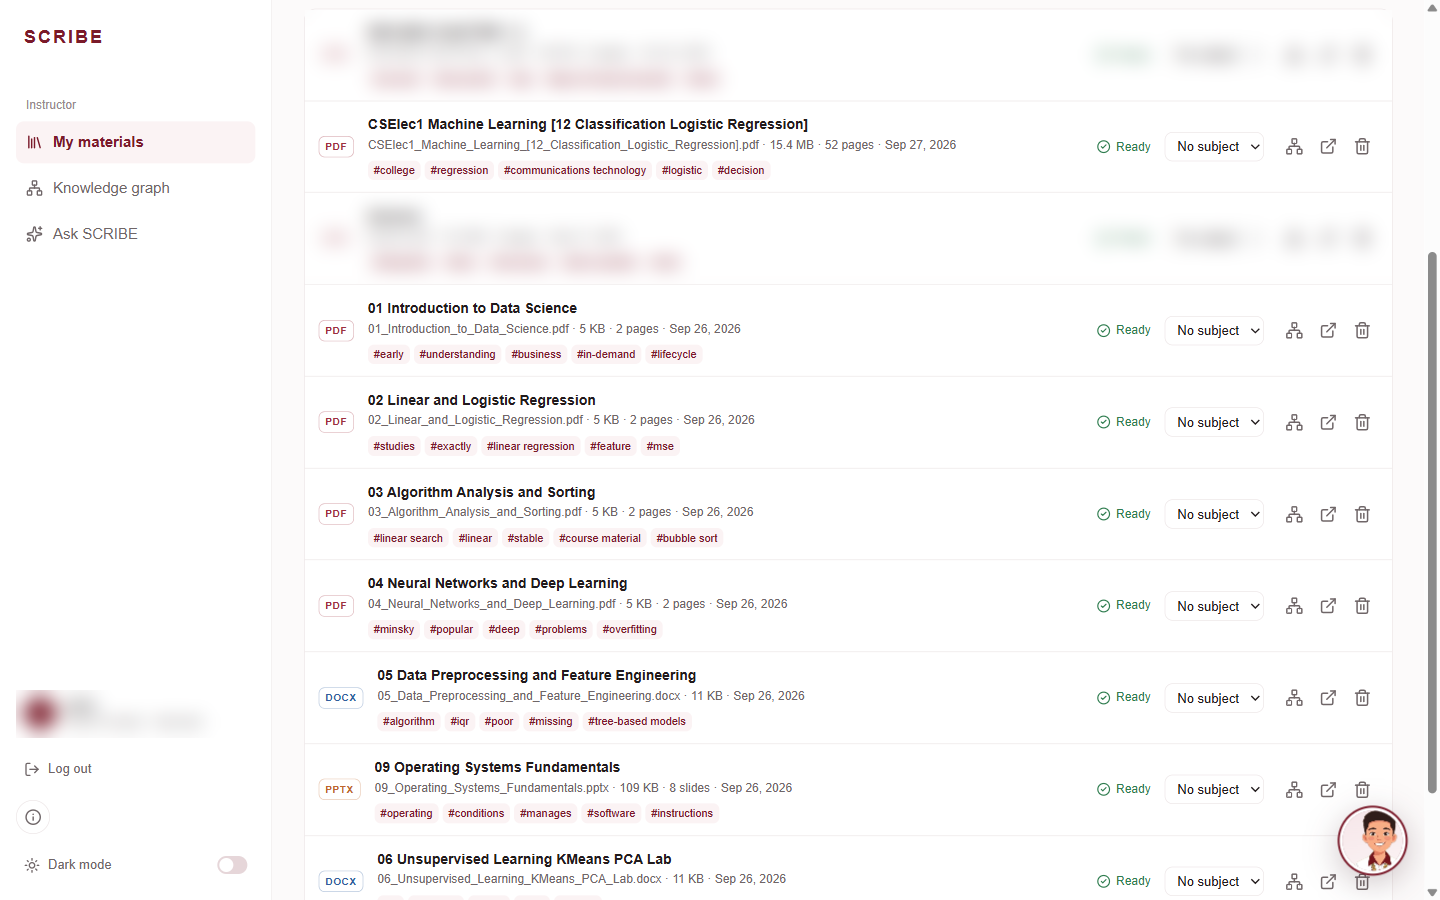 SCRIBE
Instructor
My materials
Knowledge graph
Ask SCRIBE
Log out
Dark mode
CSElec1 Machine Learning [12 Classification Logistic Regression]
PDF
CSElec1_Machine_Learning_[12_Classification_Logistic_Regression].pdf · 15.4 MB · 52 pages · Sep 27, 2026
Ready
No subject
#college #regression #communications technology #logistic #decision
01 Introduction to Data Science
PDF
01_Introduction_to_Data_Science.pdf · 5 KB · 2 pages · Sep 26, 2026
Ready
No subject
#early #understanding #business #in-demand #lifecycle
02 Linear and Logistic Regression
PDF
02_Linear_and_Logistic_Regression.pdf · 5 KB · 2 pages · Sep 26, 2026
Ready
No subject
#studies #exactly #linear regression #feature #mse
03 Algorithm Analysis and Sorting
PDF
03_Algorithm_Analysis_and_Sorting.pdf · 5 KB · 2 pages · Sep 26, 2026
Ready
No subject
#linear search #linear #stable #course material #bubble sort
04 Neural Networks and Deep Learning
PDF
04_Neural_Networks_and_Deep_Learning.pdf · 5 KB · 2 pages · Sep 26, 2026
Ready
No subject
#minsky #popular #deep #problems #overfitting
05 Data Preprocessing and Feature Engineering
DOCX
05_Data_Preprocessing_and_Feature_Engineering.docx · 11 KB · Sep 26, 2026
Ready
No subject
#algorithm #iqr #poor #missing #tree-based models
09 Operating Systems Fundamentals
PPTX
09_Operating_Systems_Fundamentals.pptx · 109 KB · 8 slides · Sep 26, 2026
Ready
No subject
#operating #conditions #manages #software #instructions
06 Unsupervised Learning KMeans PCA Lab
DOCX
06_Unsupervised_Learning_KMeans_PCA_Lab.docx · 11 KB · Sep 26, 2026
Ready
No subject